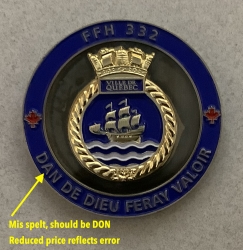 FFH 332
VILLE DE
QUEBEC
DAN DE DIEU FERAY VALOIR
Mis spelt, should be DON
Reduced price reflects error